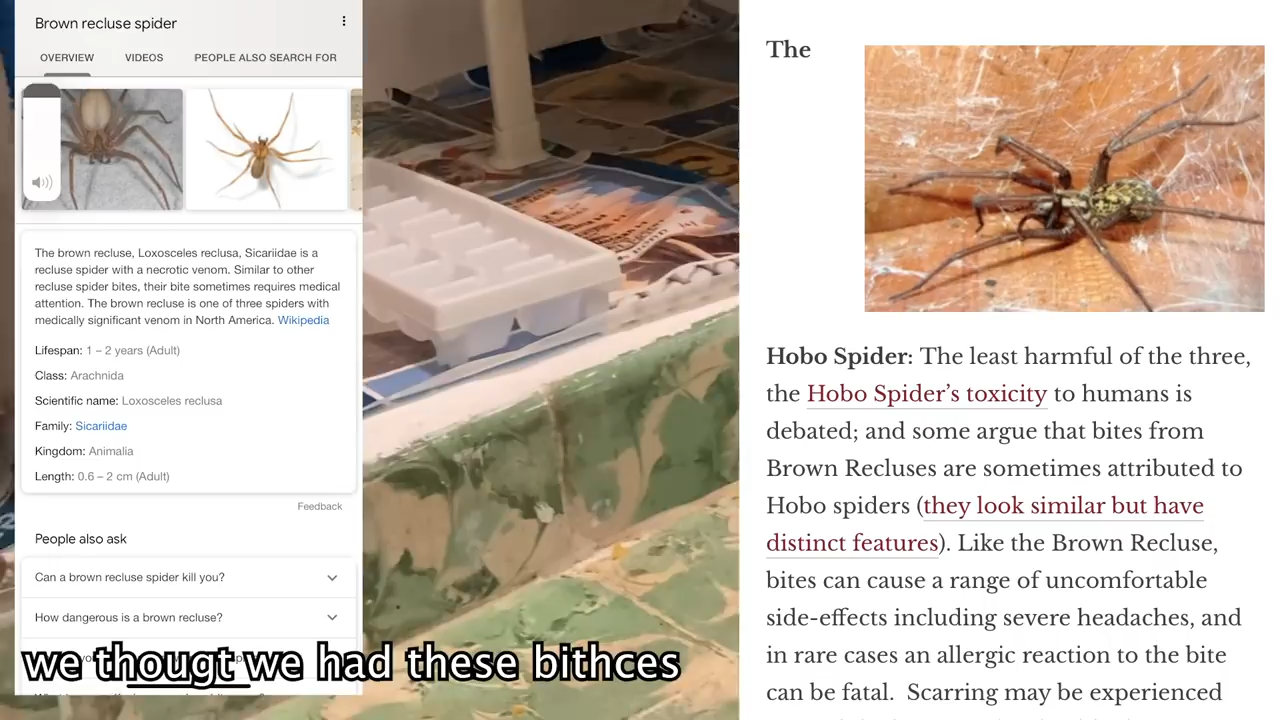 Brown recluse spider
OVERVIEW VIDEOS PEOPLE ALSO SEARCH FOR
The brown recluse, Loxosceles reclusa, Sicariidae is a
recluse spider with a necrotic venom. Similar to other
recluse spider bites, their bite sometimes requires medical
attention. The brown recluse is one of three spiders with
medically significant venom in North America. Wikipedia
Lifespan: 1 – 2 years (Adult)
Class: Arachnida
Scientific name: Loxosceles reclusa
Family: Sicariidae
Kingdom: Animalia
Length: 0.6 – 2 cm (Adult)
Feedback
People also ask
Can a brown recluse spider kill you?
How dangerous is a brown recluse?
we thougt we had these bithces
The
Hobo Spider: The least harmful of the three,
the Hobo Spider’s toxicity to humans is
debated; and some argue that bites from
Brown Recluses are sometimes attributed to
Hobo spiders (they look similar but have
distinct features). Like the Brown Recluse,
bites can cause a range of uncomfortable
side-effects including severe headaches, and
in rare cases an allergic reaction to the bite
can be fatal. Scarring may be experienced